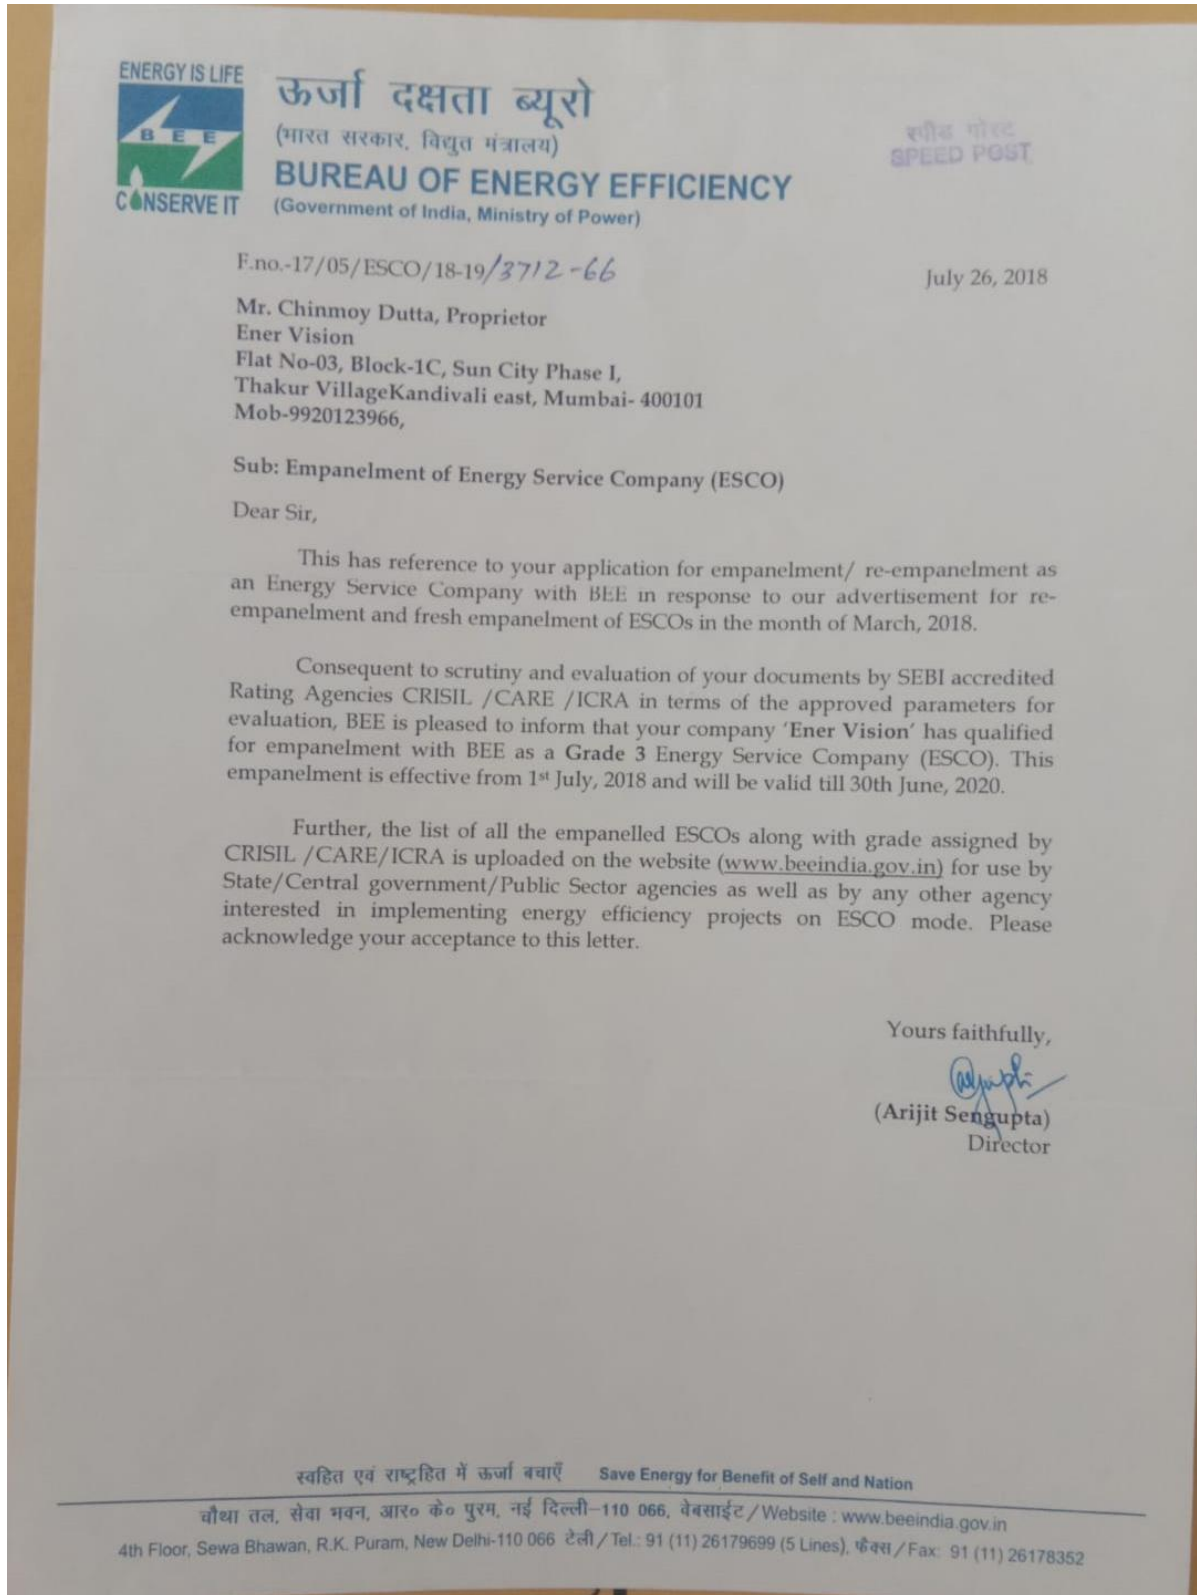 ENERGY IS LIFE
BEE
CONSERVE IT
ऊर्जा दक्षता ब्यूरो
(भारत सरकार, विद्युत मंत्रालय)
BUREAU OF ENERGY EFFICIENCY
(Government of India, Ministry of Power)
स्पीड पोस्ट
SPEED POST
F.no.-17/05/ESCO/18-19/3712-66
July 26, 2018
Mr. Chinmoy Dutta, Proprietor
Ener Vision
Flat No-03, Block-1C, Sun City Phase I,
Thakur VillageKandivali east, Mumbai- 400101
Mob-9920123966,
Sub: Empanelment of Energy Service Company (ESCO)
Dear Sir,
This has reference to your application for empanelment/ re-empanelment as
an Energy Service Company with BEE in response to our advertisement for re-
empanelment and fresh empanelment of ESCOs in the month of March, 2018.
Consequent to scrutiny and evaluation of your documents by SEBI accredited
Rating Agencies CRISIL /CARE /ICRA in terms of the approved parameters for
evaluation, BEE is pleased to inform that your company 'Ener Vision' has qualified
for empanelment with BEE as a Grade 3 Energy Service Company (ESCO). This
empanelment is effective from 1st July, 2018 and will be valid till 30th June, 2020.
Further, the list of all the empanelled ESCOs along with grade assigned by
CRISIL /CARE/ICRA is uploaded on the website (www.beeindia.gov.in) for use by
State/Central government/Public Sector agencies as well as by any other agency
interested in implementing energy efficiency projects on ESCO mode. Please
acknowledge your acceptance to this letter.
Yours faithfully,
(Arijit Sengupta)
Director
स्वहित एवं राष्ट्रहित में ऊर्जा बचाएँ Save Energy for Benefit of Self and Nation
चौथा तल, सेवा भवन, आर० के० पुरम, नई दिल्ली–110 066, वेबसाईट / Website : www.beeindia.gov.in
4th Floor, Sewa Bhawan, R.K. Puram, New Delhi-110 066 टेली / Tel.: 91 (11) 26179699 (5 Lines), फैक्स / Fax: 91 (11) 26178352